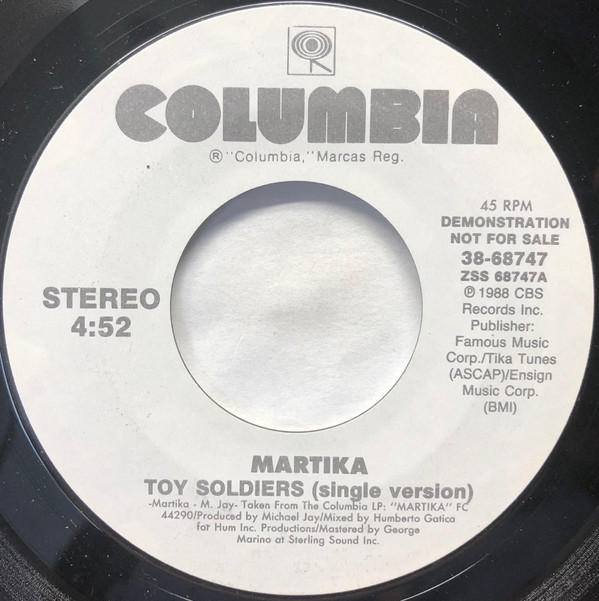 COLUMBIA
®"Columbia," Marcas Reg.
45 RPM
DEMONSTRATION
NOT FOR SALE
38-68747
ZSS 68747A
℗ 1988 CBS
Records Inc.
Publisher:
Famous Music
Corp./Tika Tunes
(ASCAP)/Ensign
Music Corp.
(BMI)
STEREO
4:52
MARTIKA
TOY SOLDIERS (single version)
-Martika - M. Jay- Taken From The Columbia LP: "MARTIKA" FC
44290/Produced by Michael Jay/Mixed by Humberto Gatica
for Hum Inc. Productions/Mastered by George
Marino at Sterling Sound Inc.